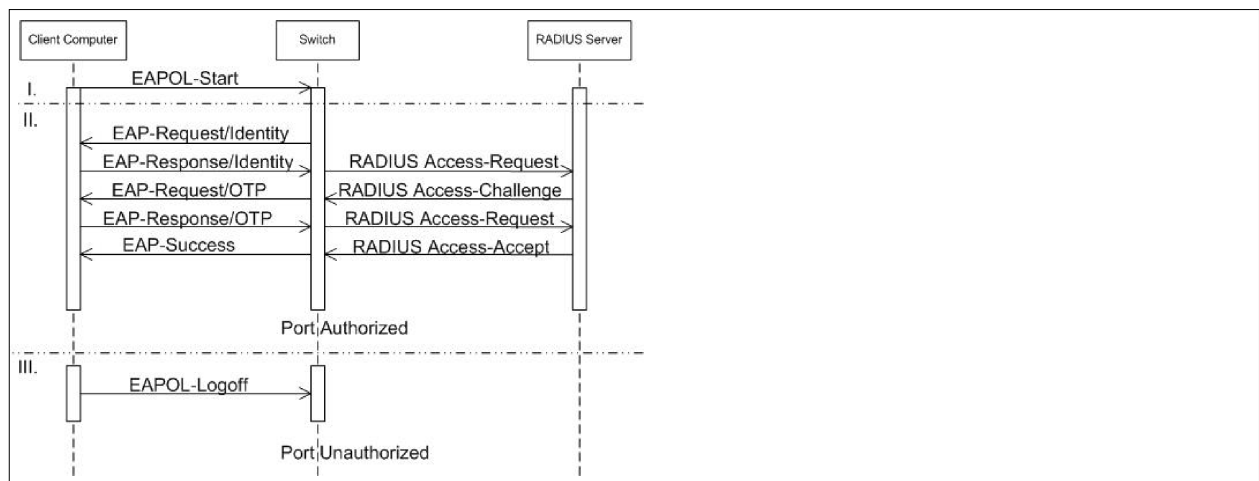 Client Computer
Switch
RADIUS Server
EAPOL-Start
I.
II.
EAP-Request/Identity
EAP-Response/Identity
RADIUS Access-Request
EAP-Request/OTP
RADIUS Access-Challenge
EAP-Response/OTP
RADIUS Access-Request
EAP-Success
RADIUS Access-Accept
Port Authorized
III.
EAPOL-Logoff
Port Unauthorized